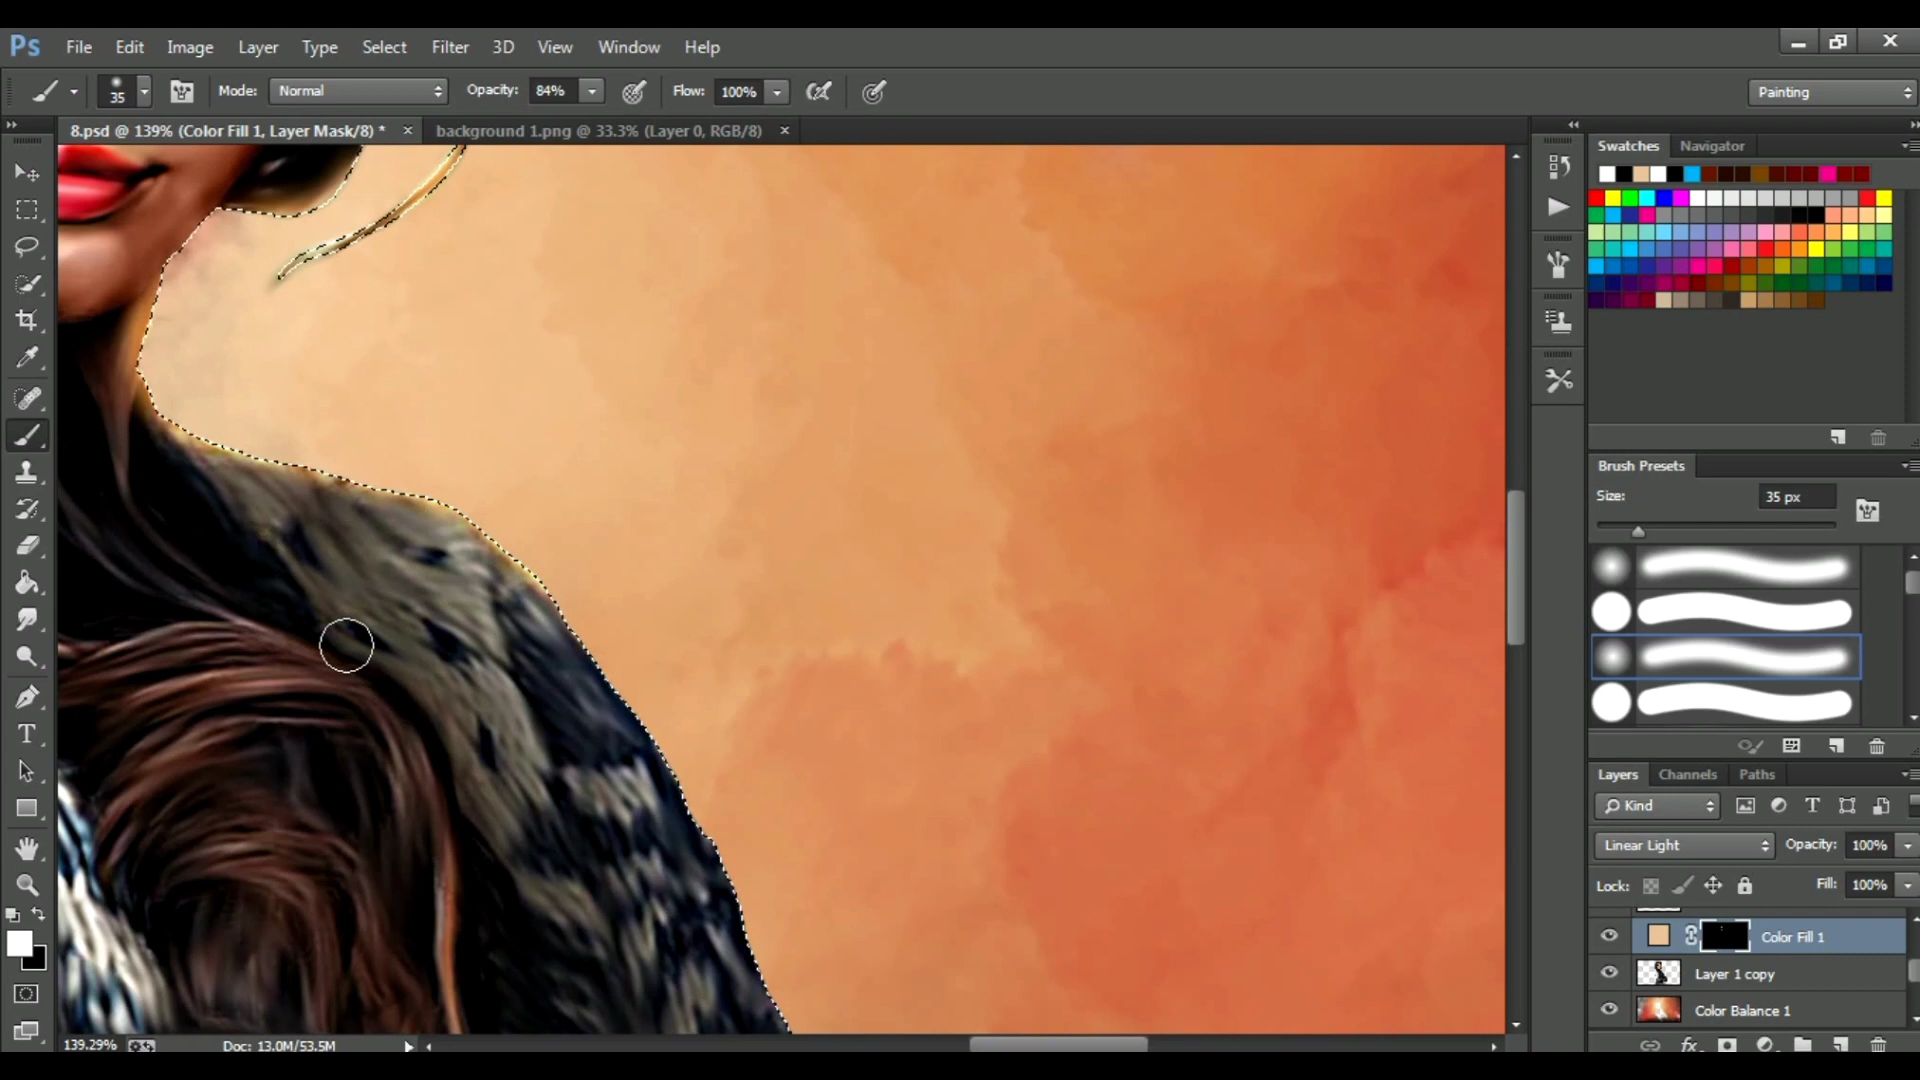 Ps File Edit Image Layer Type Select Filter 3D View Window Help
35 Mode: Normal Opacity: 84% Flow: 100% Painting
8.psd @ 139% (Color Fill 1, Layer Mask/8) * × background 1.png @ 33.3% (Layer 0, RGB/8) ×
Swatches Navigator
Brush Presets
Size: 35 px
Layers Channels Paths
Kind
Linear Light Opacity: 100%
Lock: Fill: 100%
Color Fill 1
Layer 1 copy
Color Balance 1
139.29% Doc: 13.0M/53.5M